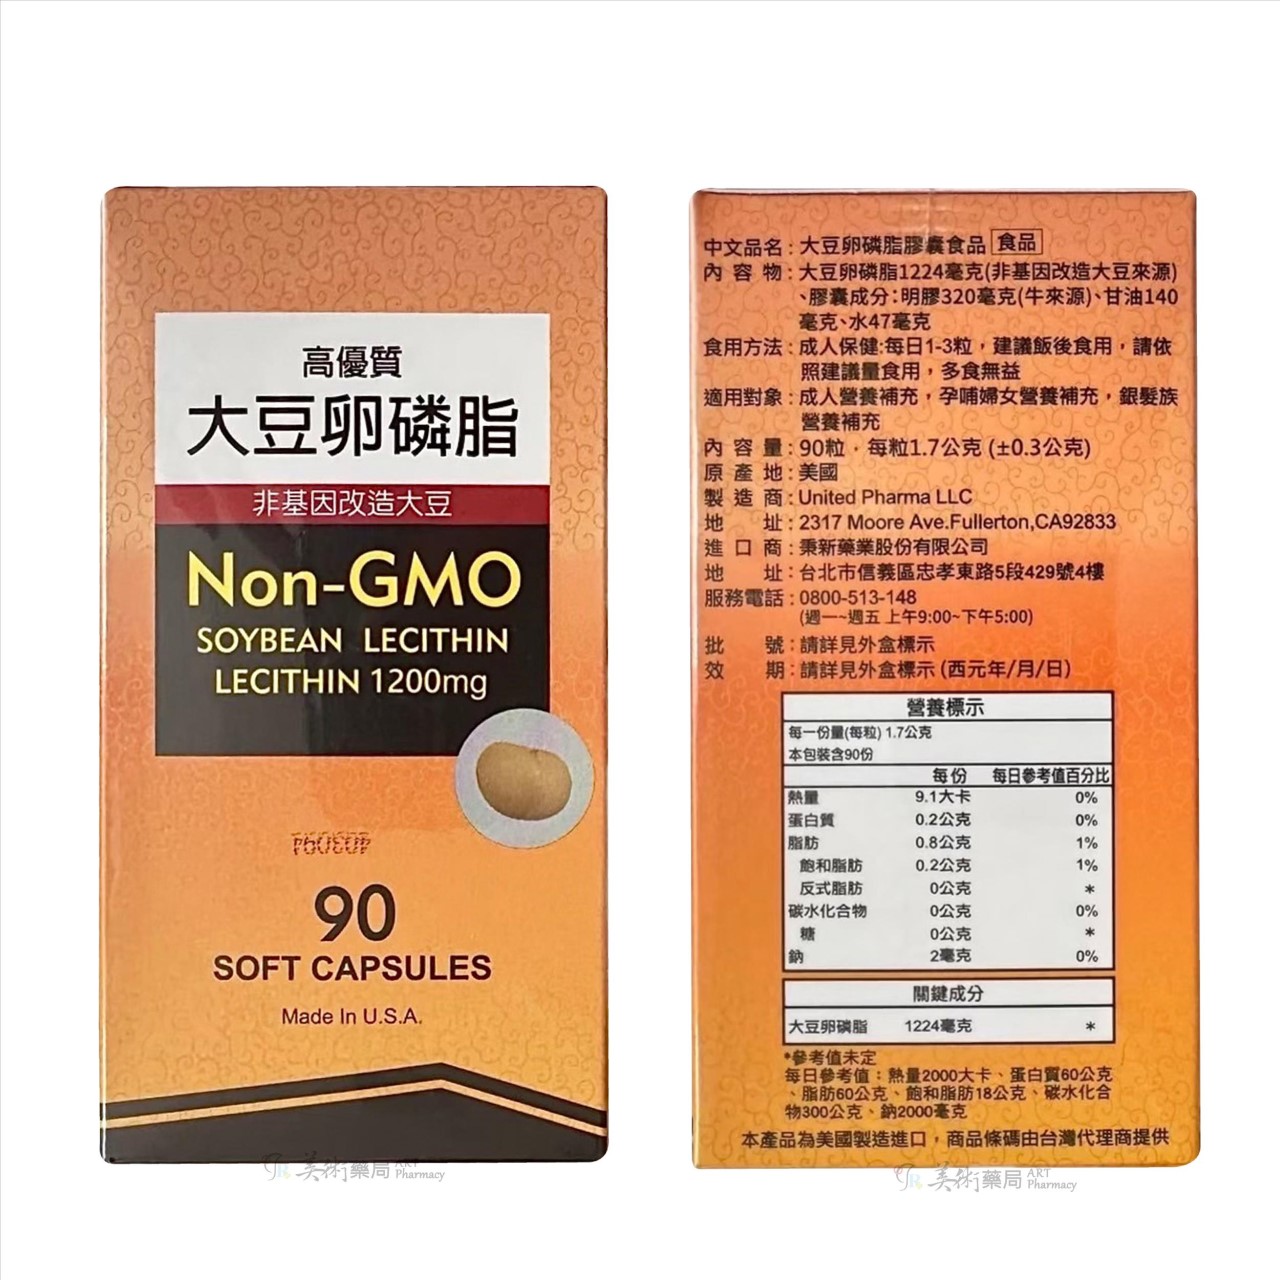 高優質
大豆卵磷脂
非基因改造大豆
Non-GMO
SOYBEAN LECITHIN
LECITHIN 1200mg
90
SOFT CAPSULES
Made In U.S.A.
美術藥局 ART Pharmacy
中文品名:大豆卵磷脂膠囊食品 食品
內容物:大豆卵磷脂1224毫克(非基因改造大豆來源)
、膠囊成分:明膠320毫克(牛來源)、甘油140
毫克、水47毫克
食用方法:成人保健:每日1-3粒，建議飯後食用，請依
照建議量食用，多食無益
適用對象:成人營養補充，孕哺婦女營養補充，銀髮族
營養補充
內容量:90粒，每粒1.7公克 (±0.3公克)
原產地:美國
製造商:United Pharma LLC
地址:2317 Moore Ave.Fullerton,CA92833
進口商:秉新藥業股份有限公司
地址:台北市信義區忠孝東路5段429號4樓
服務電話:0800-513-148
(週一~週五 上午9:00~下午5:00)
批號:請詳見外盒標示
效期:請詳見外盒標示 (西元年/月/日)
營養標示
每一份量(每粒) 1.7公克
本包裝含90份
每份 每日參考值百分比
熱量 9.1大卡 0%
蛋白質 0.2公克 0%
脂肪 0.8公克 1%
飽和脂肪 0.2公克 1%
反式脂肪 0公克 *
碳水化合物 0公克 0%
糖 0公克 *
鈉 2毫克 0%
關鍵成分
大豆卵磷脂 1224毫克 *
*參考值未定
每日參考值：熱量2000大卡、蛋白質60公克
、脂肪60公克、飽和脂肪18公克、碳水化合
物300公克、鈉2000毫克
本產品為美國製造進口，商品條碼由台灣代理商提供
美術藥局 ART Pharmacy